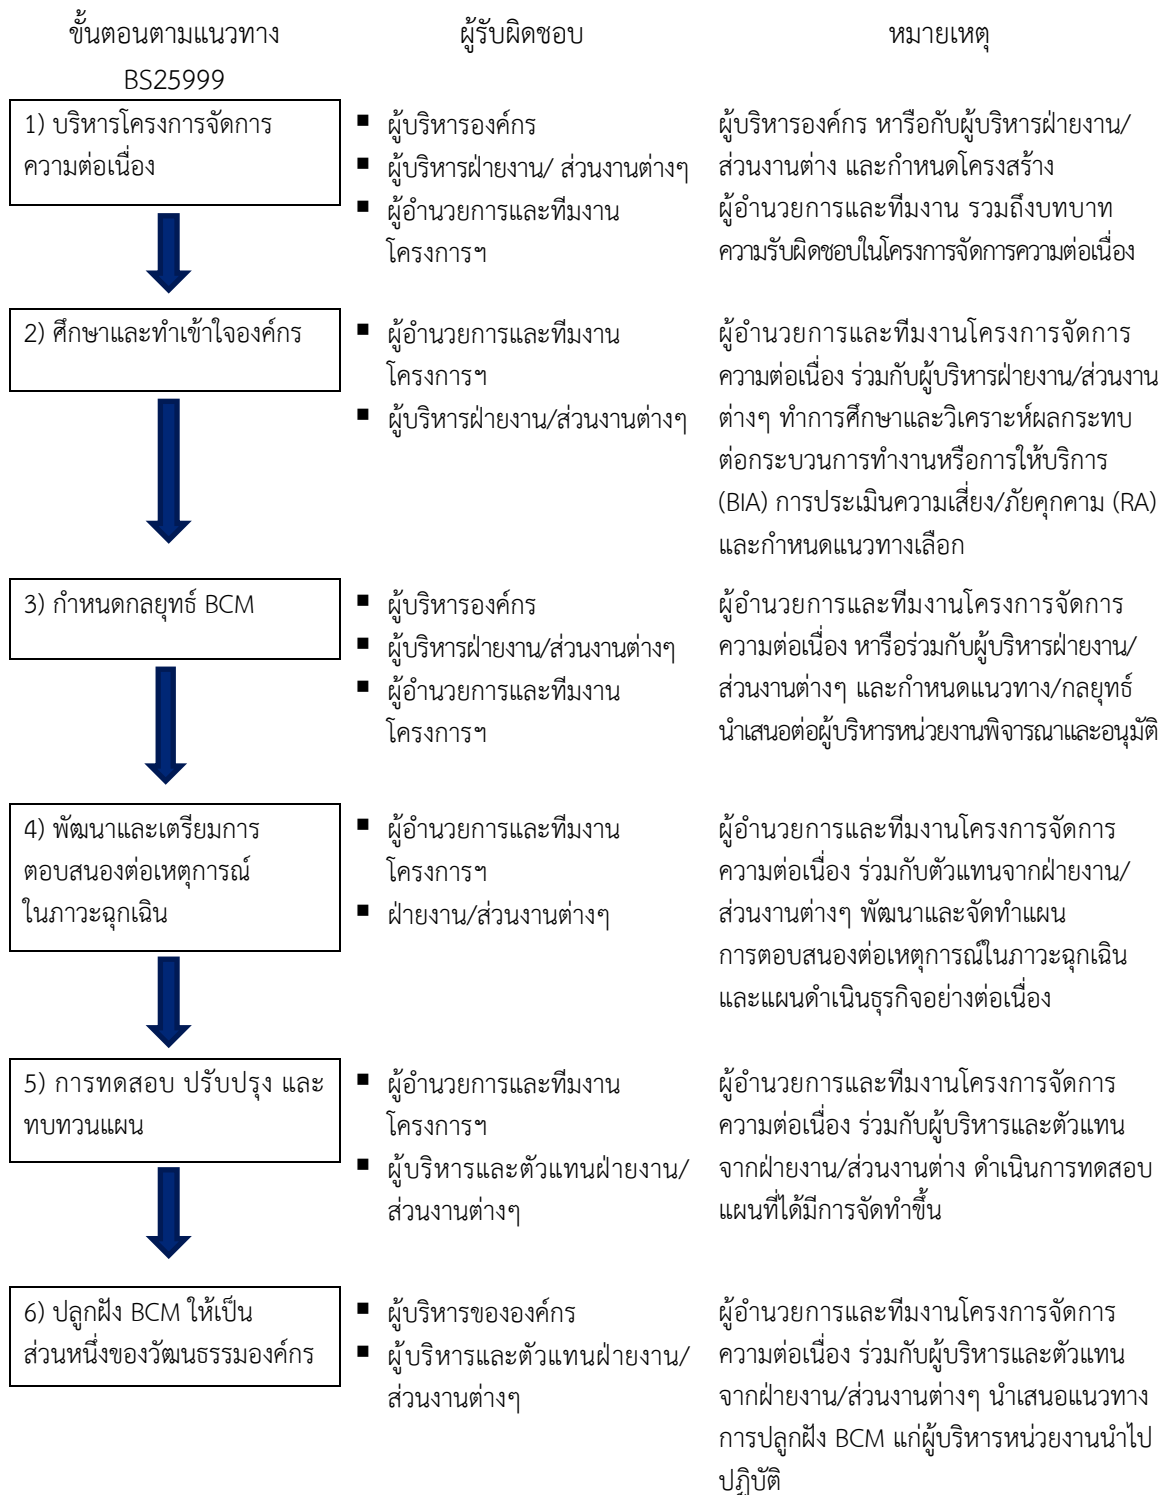 ขั้นตอนตามแนวทาง
BS25999
ผู้รับผิดชอบ
หมายเหตุ
1) บริหารโครงการจัดการ
ความต่อเนื่อง
▪ ผู้บริหารองค์กร
▪ ผู้บริหารฝ่ายงาน/ ส่วนงานต่างๆ
▪ ผู้อำนวยการและทีมงาน
โครงการฯ
ผู้บริหารองค์กร หารือกับผู้บริหารฝ่ายงาน/
ส่วนงานต่าง และกำหนดโครงสร้าง
ผู้อำนวยการและทีมงาน รวมถึงบทบาท
ความรับผิดชอบในโครงการจัดการความต่อเนื่อง
2) ศึกษาและทำเข้าใจองค์กร
▪ ผู้อำนวยการและทีมงาน
โครงการฯ
▪ ผู้บริหารฝ่ายงาน/ส่วนงานต่างๆ
ผู้อำนวยการและทีมงานโครงการจัดการ
ความต่อเนื่อง ร่วมกับผู้บริหารฝ่ายงาน/ส่วนงาน
ต่างๆ ทำการศึกษาและวิเคราะห์ผลกระทบ
ต่อกระบวนการทำงานหรือการให้บริการ
(BIA) การประเมินความเสี่ยง/ภัยคุกคาม (RA)
และกำหนดแนวทางเลือก
3) กำหนดกลยุทธ์ BCM
▪ ผู้บริหารองค์กร
▪ ผู้บริหารฝ่ายงาน/ส่วนงานต่างๆ
▪ ผู้อำนวยการและทีมงาน
โครงการฯ
ผู้อำนวยการและทีมงานโครงการจัดการ
ความต่อเนื่อง หารือร่วมกับผู้บริหารฝ่ายงาน/
ส่วนงานต่างๆ และกำหนดแนวทาง/กลยุทธ์
นำเสนอต่อผู้บริหารหน่วยงานพิจารณาและอนุมัติ
4) พัฒนาและเตรียมการ
ตอบสนองต่อเหตุการณ์
ในภาวะฉุกเฉิน
▪ ผู้อำนวยการและทีมงาน
โครงการฯ
▪ ฝ่ายงาน/ส่วนงานต่างๆ
ผู้อำนวยการและทีมงานโครงการจัดการ
ความต่อเนื่อง ร่วมกับตัวแทนจากฝ่ายงาน/
ส่วนงานต่างๆ พัฒนาและจัดทำแผน
การตอบสนองต่อเหตุการณ์ในภาวะฉุกเฉิน
และแผนดำเนินธุรกิจอย่างต่อเนื่อง
5) การทดสอบ ปรับปรุง และ
ทบทวนแผน
▪ ผู้อำนวยการและทีมงาน
โครงการฯ
▪ ผู้บริหารและตัวแทนฝ่ายงาน/
ส่วนงานต่างๆ
ผู้อำนวยการและทีมงานโครงการจัดการ
ความต่อเนื่อง ร่วมกับผู้บริหารและตัวแทน
จากฝ่ายงาน/ส่วนงานต่าง ดำเนินการทดสอบ
แผนที่ได้มีการจัดทำขึ้น
6) ปลูกฝัง BCM ให้เป็น
ส่วนหนึ่งของวัฒนธรรมองค์กร
▪ ผู้บริหารขององค์กร
▪ ผู้บริหารและตัวแทนฝ่ายงาน/
ส่วนงานต่างๆ
ผู้อำนวยการและทีมงานโครงการจัดการ
ความต่อเนื่อง ร่วมกับผู้บริหารและตัวแทน
จากฝ่ายงาน/ส่วนงานต่างๆ นำเสนอแนวทาง
การปลูกฝัง BCM แก่ผู้บริหารหน่วยงานนำไป
ปฏิบัติ